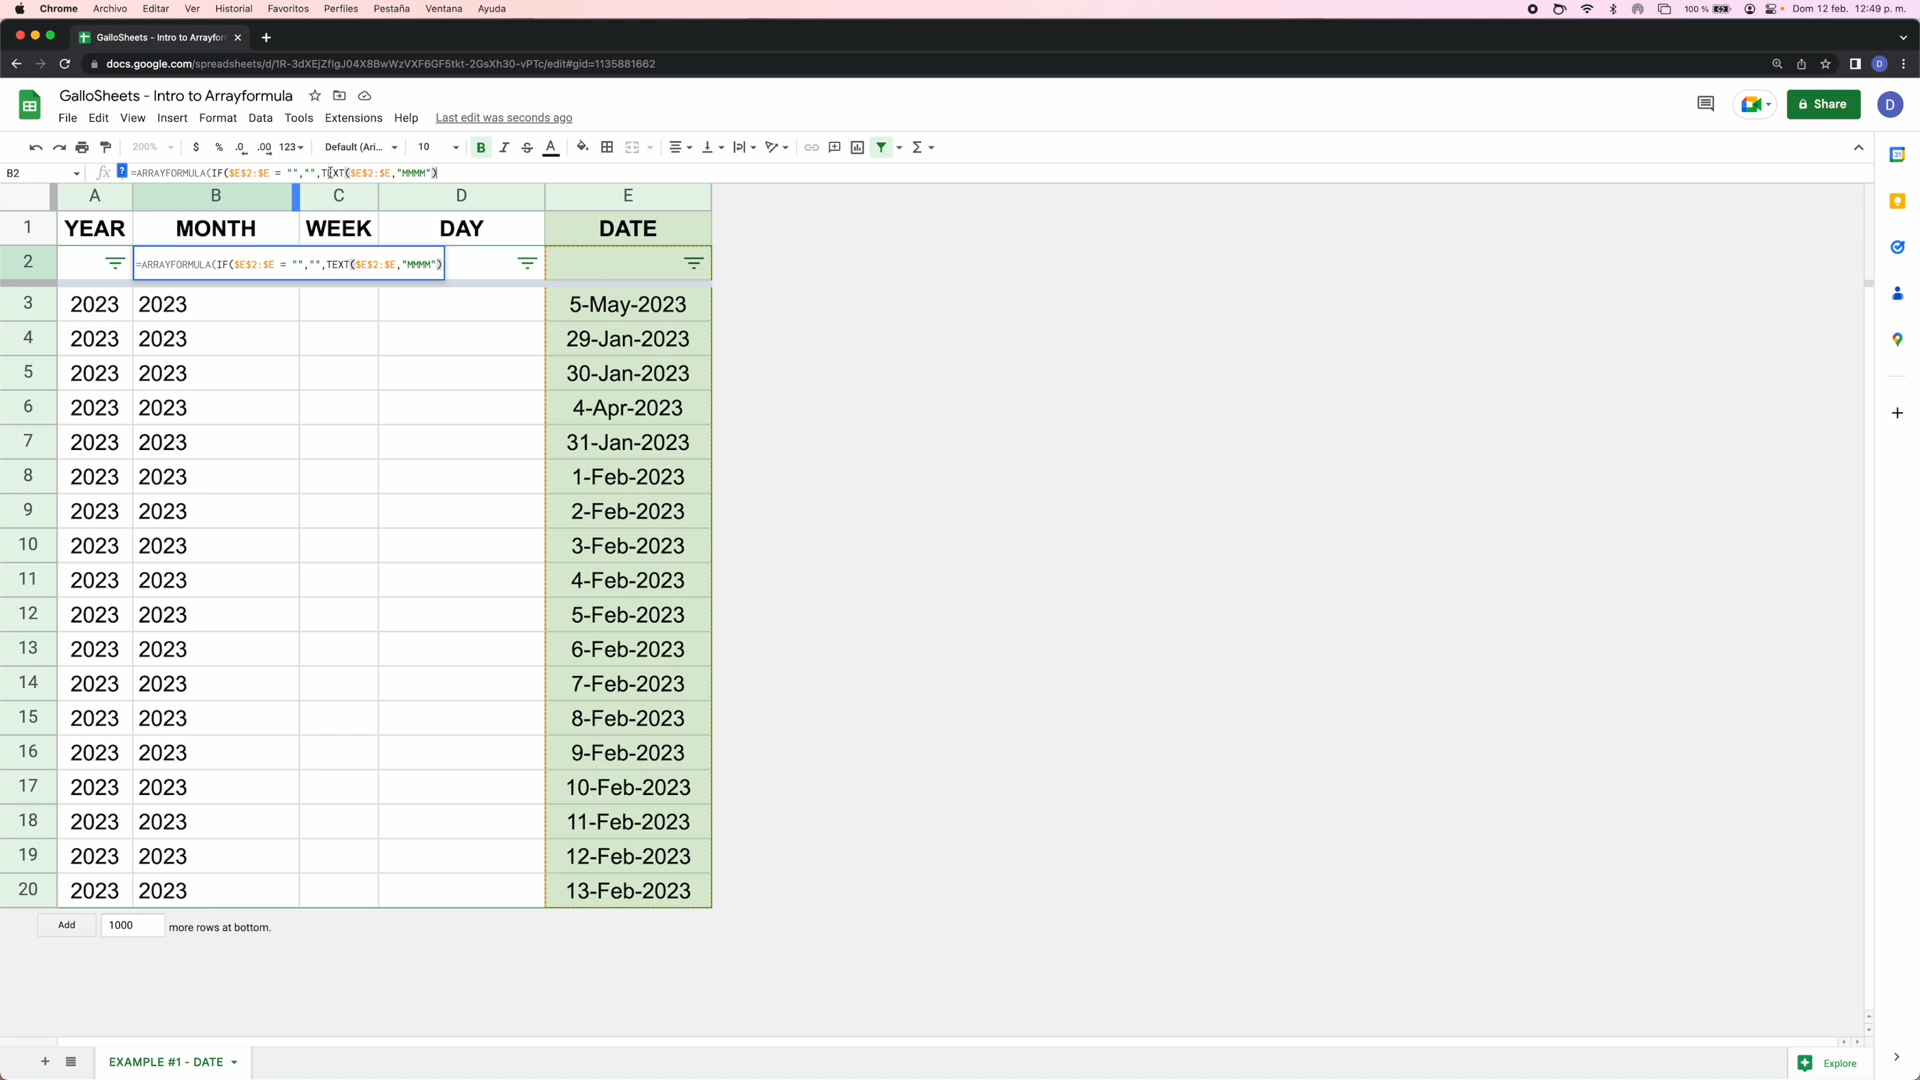 Chrome Archivo Editar Ver Historial Favoritos Perfiles Pestaña Ventana Ayuda 100 % Dom 12 feb. 12:49 p. m.
GalloSheets - Intro to Arrayfor
docs.google.com/spreadsheets/d/1R-3dXEjZfIgJ04X8BwWzVXF6GF5tkt-2GsXh30-vPTc/edit#gid=1135881662 D
GalloSheets - Intro to Arrayformula Share D
File Edit View Insert Format Data Tools Extensions Help Last edit was seconds ago
200% $ % .0 .00 123 Default (Ari... 10 B I S A Σ
B2 fx ? =ARRAYFORMULA(IF($E$2:$E = "","",TEXT($E$2:$E,"MMMM")
A B C D E
1 YEAR MONTH WEEK DAY DATE
2 =ARRAYFORMULA(IF($E$2:$E = "","",TEXT($E$2:$E,"MMMM")
3 2023 2023 5-May-2023
4 2023 2023 29-Jan-2023
5 2023 2023 30-Jan-2023
6 2023 2023 4-Apr-2023
7 2023 2023 31-Jan-2023
8 2023 2023 1-Feb-2023
9 2023 2023 2-Feb-2023
10 2023 2023 3-Feb-2023
11 2023 2023 4-Feb-2023
12 2023 2023 5-Feb-2023
13 2023 2023 6-Feb-2023
14 2023 2023 7-Feb-2023
15 2023 2023 8-Feb-2023
16 2023 2023 9-Feb-2023
17 2023 2023 10-Feb-2023
18 2023 2023 11-Feb-2023
19 2023 2023 12-Feb-2023
20 2023 2023 13-Feb-2023
Add 1000 more rows at bottom.
EXAMPLE #1 - DATE Explore